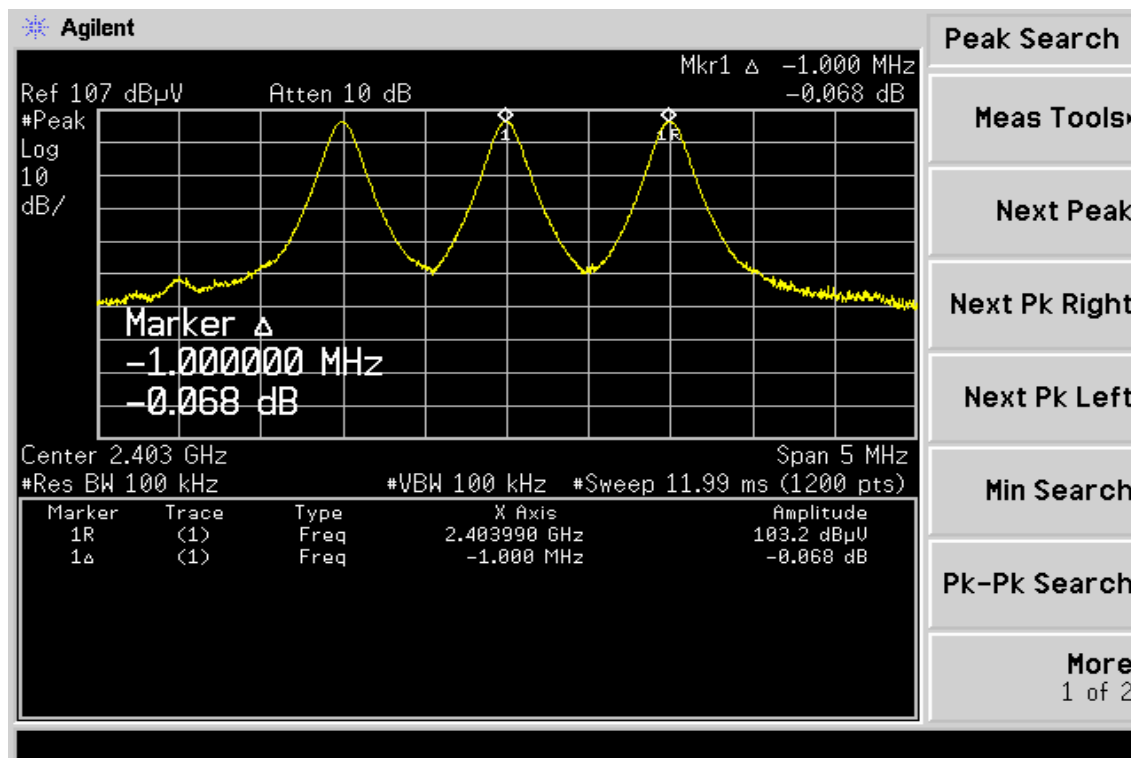 Agilent
Peak Search
Mkr1 Δ −1.000 MHz
Ref 107 dBµV Atten 10 dB −0.068 dB
#Peak
Log
10
dB/
1 1R
Marker Δ
−1.000000 MHz
−0.068 dB
Center 2.403 GHz Span 5 MHz
#Res BW 100 kHz #VBW 100 kHz #Sweep 11.99 ms (1200 pts)
Marker Trace Type X Axis Amplitude
1R (1) Freq 2.403990 GHz 103.2 dBµV
1Δ (1) Freq −1.000 MHz −0.068 dB
Meas Tools
Next Peak
Next Pk Right
Next Pk Left
Min Search
Pk−Pk Search
More
1 of 2